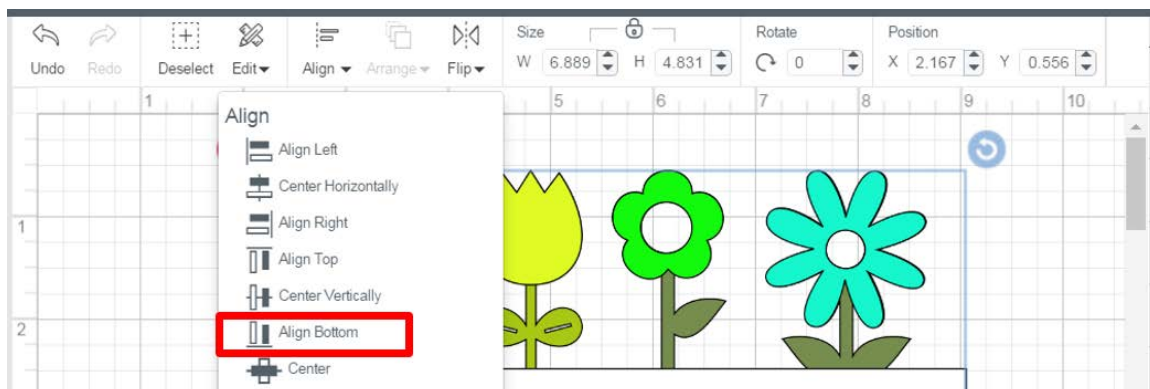 Size Rotate Position
Undo Redo Deselect Edit▾ Align ▾ Arrange▾ Flip▾ W 6.889 H 4.831 0 X 2.167 Y 0.556
1 5 6 7 8 9 10
Align
Align Left
Center Horizontally
1 Align Right
Align Top
Center Vertically
2 Align Bottom
Center